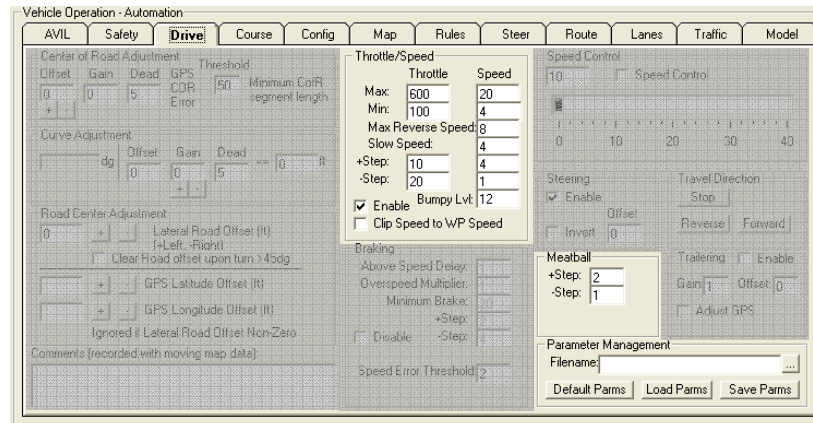 Vehicle Operation - Automation
AVIL Safety Drive Course Config Map Rules Steer Route Lanes Traffic Model
Center of Road Adjustment
Offset Gain Dead GPS COR Error Threshold
0 0 5 50 Minimum CofR segment length
+ -
Curve Adjustment
Offset Gain Dead
dg 0 0 5 == 0 ft
+ -
Road Center Adjustment
0 + - Lateral Road Offset (ft)
(+Left, -Right)
Clear Road offset upon turn >45dg
+ - GPS Latitude Offset (ft)
+ - GPS Longitude Offset (ft)
Ignored if Lateral Road Offset Non-Zero
Comments (recorded with moving map data):
Throttle/Speed
Throttle Speed
Max: 600 20
Min: 100 4
Max Reverse Speed: 8
Slow Speed: 4
+Step: 10 4
-Step: 20 1
Enable Bumpy Lvl: 12
Clip Speed to WP Speed
Braking
Above Speed Delay:
Overspeed Multiplier:
Minimum Brake:
+Step:
Disable -Step:
Speed Error Threshold: 2
Speed Control
10 Speed Control
0 10 20 30 40
Steering
Enable
Offset
Invert 0
Travel Direction
Stop
Reverse Forward
Meatball
+Step: 2
-Step: 1
Trailering Enable
Gain: 1 Offset: 0
Adjust GPS
Parameter Management
Filename: ...
Default Parms Load Parms Save Parms